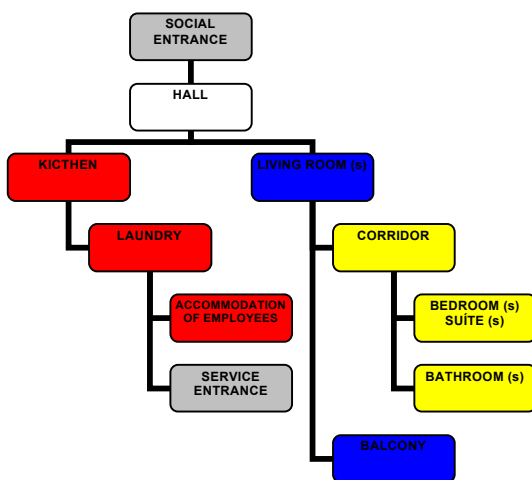 SOCIAL
ENTRANCE
HALL
KICTHEN
LIVING ROOM (s)
LAUNDRY
CORRIDOR
ACCOMMODATION
OF EMPLOYEES
BEDROOM (s)
SUÍTE (s)
SERVICE
ENTRANCE
BATHROOM (s)
BALCONY